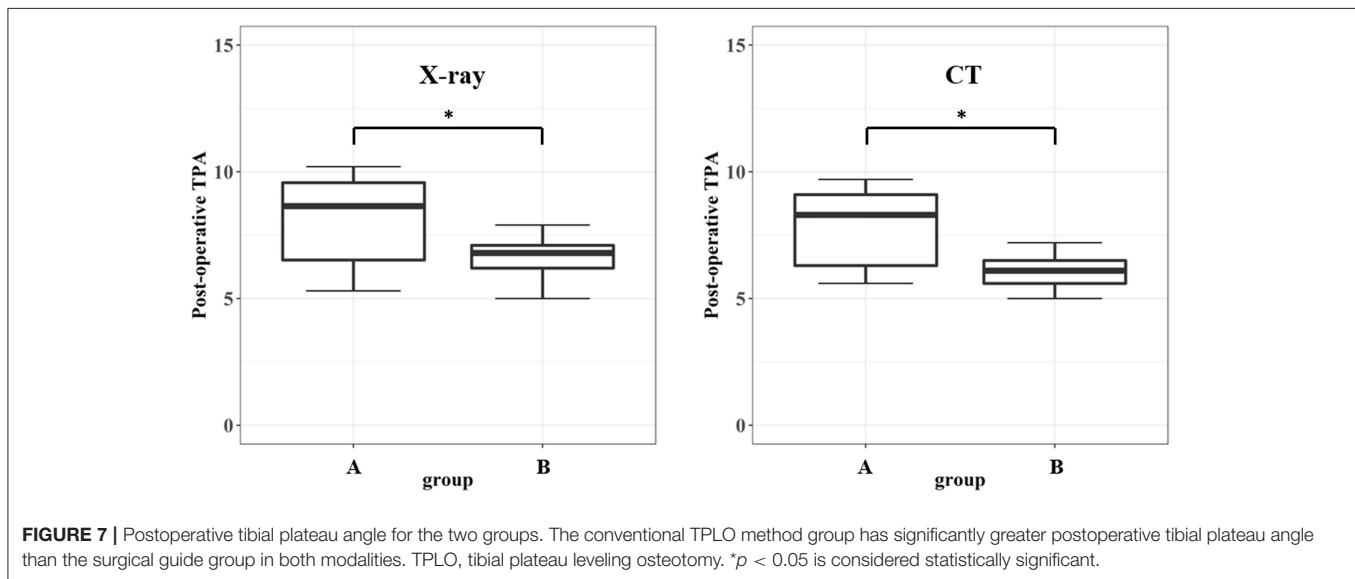 X-ray
*
Post-operative TPA
15
10
5
0
A
B
group
CT
*
Post-operative TPA
15
10
5
0
A
B
group
FIGURE 7 | Postoperative tibial plateau angle for the two groups. The conventional TPLO method group has significantly greater postoperative tibial plateau angle
than the surgical guide group in both modalities. TPLO, tibial plateau leveling osteotomy. *p < 0.05 is considered statistically significant.